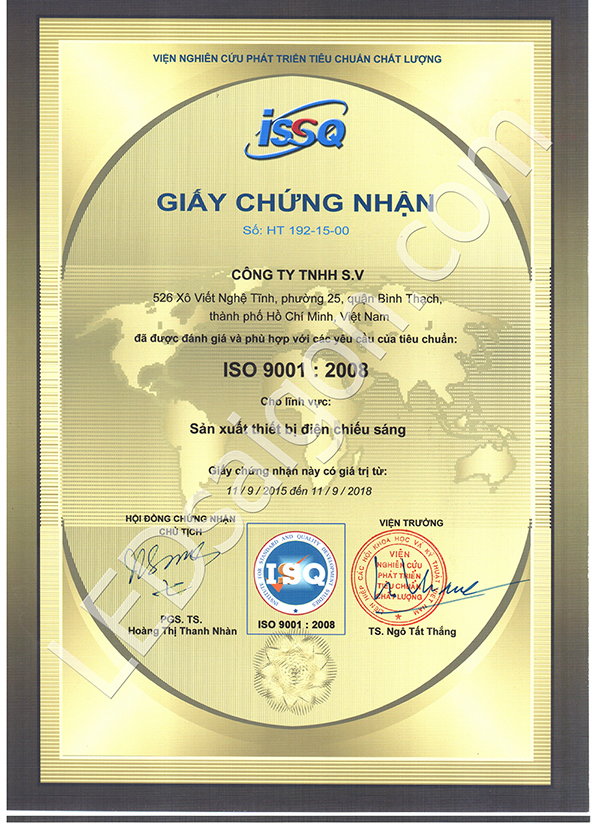 VIỆN NGHIÊN CỨU PHÁT TRIỂN TIÊU CHUẨN CHẤT LƯỢNG
ISSQ
GIẤY CHỨNG NHẬN
Số: HT 192-15-00
CÔNG TY TNHH S.V
526 Xô Viết Nghệ Tĩnh, phường 25, quận Bình Thạch,
thành phố Hồ Chí Minh, Việt Nam
đã được đánh giá và phù hợp với các yêu cầu của tiêu chuẩn:
ISO 9001 : 2008
Cho lĩnh vực:
Sản xuất thiết bị điện chiếu sáng
Giấy chứng nhận này có giá trị từ:
11 / 9 / 2015 đến 11 / 9 / 2018
HỘI ĐỒNG CHỨNG NHẬN
CHỦ TỊCH
PGS. TS.
Hoàng Thị Thanh Nhàn
INSTITUTE FOR STANDARD AND QUALITY DEVELOPMENT STUDIES
ISSQ
ISO 9001 : 2008
VIỆN TRƯỞNG
LIÊN HIỆP CÁC HỘI KHOA HỌC VÀ KỸ THUẬT VIỆT NAM
VIỆN
NGHIÊN CỨU
PHÁT TRIỂN
TIÊU CHUẨN
CHẤT LƯỢNG
TS. Ngô Tất Thắng
LEDsaigon.com